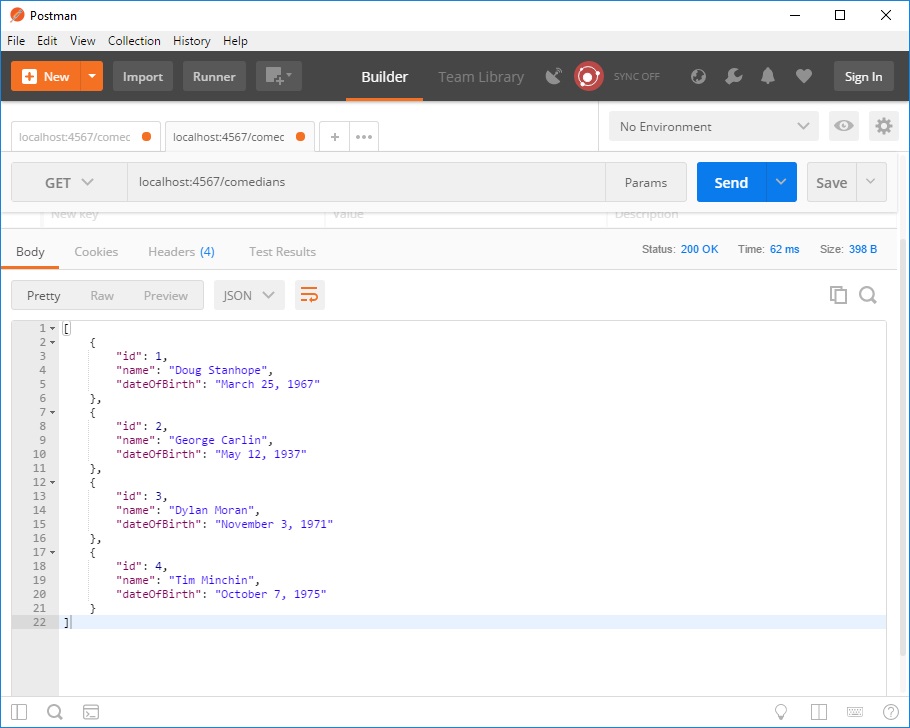 Postman
File Edit View Collection History Help
New Import Runner Builder Team Library SYNC OFF Sign In
localhost:4567/comec localhost:4567/comec + ••• No Environment
GET localhost:4567/comedians Params Send Save
New key Value Description
Body Cookies Headers (4) Test Results Status: 200 OK Time: 62 ms Size: 398 B
Pretty Raw Preview JSON
1 [
2 {
3 "id": 1,
4 "name": "Doug Stanhope",
5 "dateOfBirth": "March 25, 1967"
6 },
7 {
8 "id": 2,
9 "name": "George Carlin",
10 "dateOfBirth": "May 12, 1937"
11 },
12 {
13 "id": 3,
14 "name": "Dylan Moran",
15 "dateOfBirth": "November 3, 1971"
16 },
17 {
18 "id": 4,
19 "name": "Tim Minchin",
20 "dateOfBirth": "October 7, 1975"
21 }
22 ]